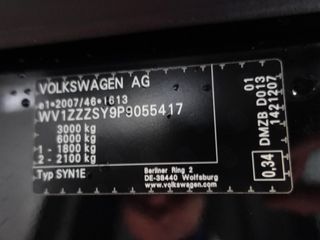 VOLKSWAGEN AG
e1*2007/46*1613
WV1ZZZSY9P9055417
3000 kg
6000 kg
1 - 1800 kg
2 - 2100 kg
Typ SYN1E
Berliner Ring 2
DE-38440 Wolfsburg
www.volkswagen.com
01
DMZB D013
1421207
0,34